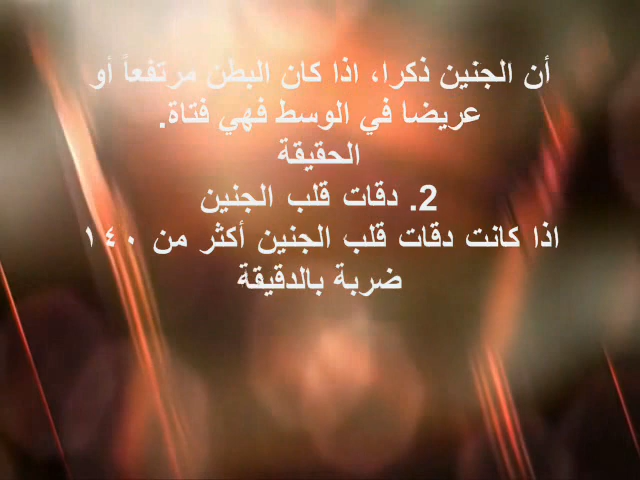 أن الجنين ذكرا، اذا كان البطن مرتفعاً أو
عريضا في الوسط فهي فتاة.
الحقيقة
2. دقات قلب الجنين
اذا كانت دقات قلب الجنين أكثر من ١٤٠
ضربة بالدقيقة